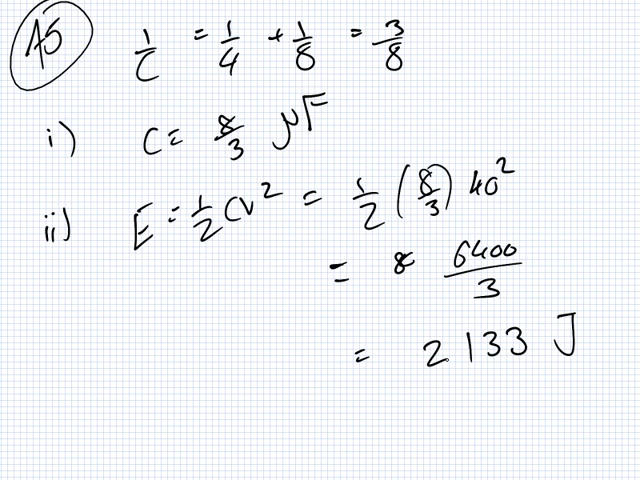 A5 1/C = 1/4 + 1/8 = 3/8
i) C = 8/3 μF
ii) E = 1/2 CV² = 1/2 (8/3) 40²
= 8 6400/3
= 2133 J